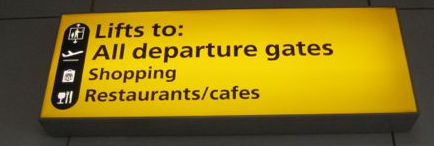 Lifts to:
All departure gates
Shopping
Restaurants/cafes